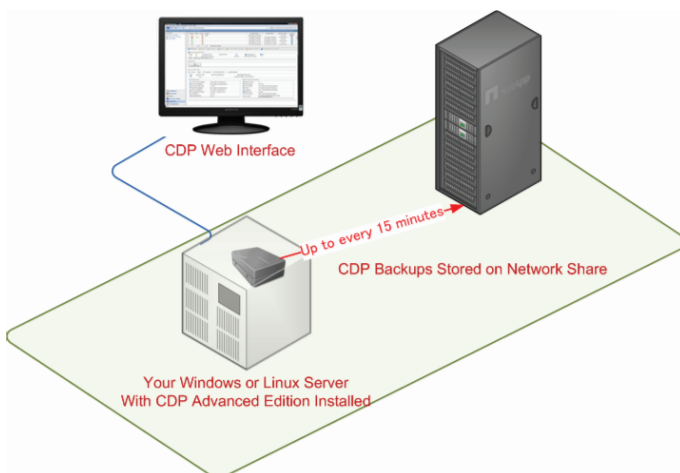 CDP Web Interface
NetApp
Up to every 15 minutes
CDP Backups Stored on Network Share
Your Windows or Linux Server
With CDP Advanced Edition Installed